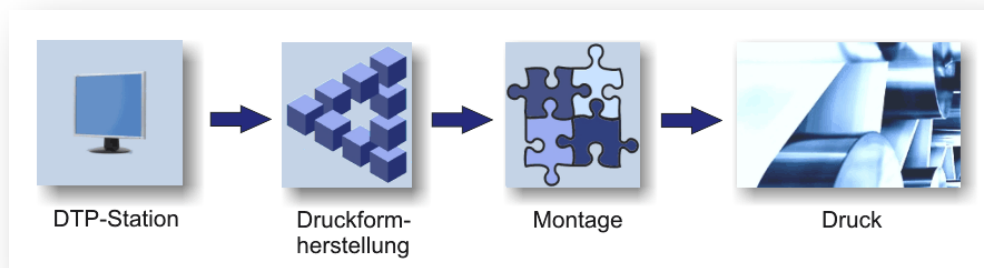 DTP-Station
Druckform-
herstellung
Montage
Druck